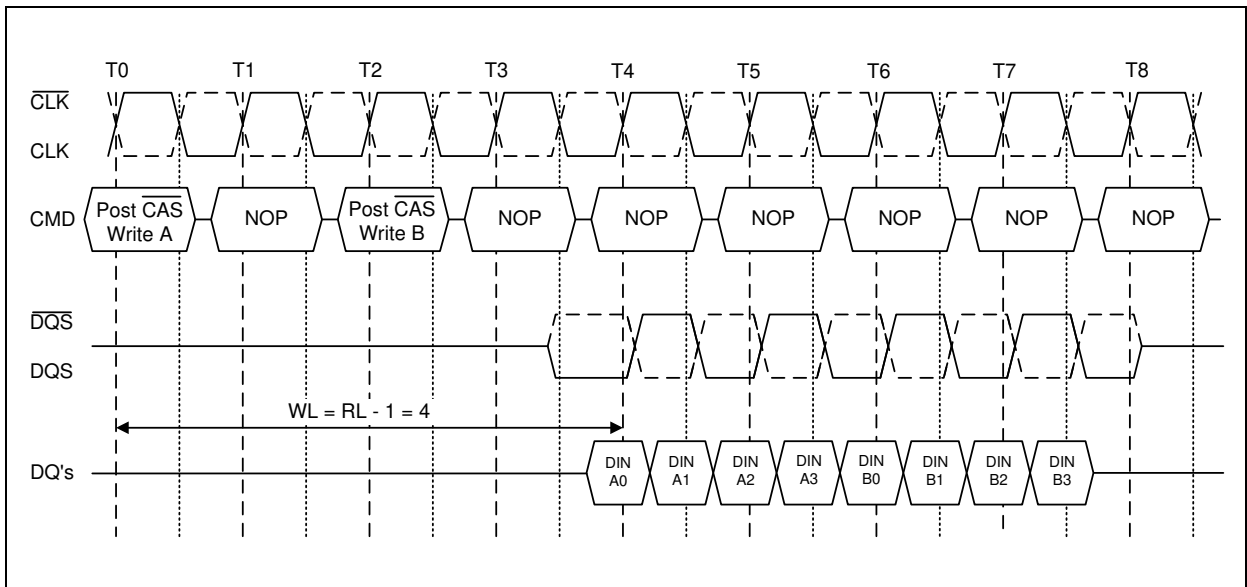 T0 T1 T2 T3 T4 T5 T6 T7 T8
CLK
CLK
CMD
Post CAS
Write A
NOP
Post CAS
Write B
NOP
NOP
NOP
NOP
NOP
NOP
DQS
DQS
WL = RL - 1 = 4
DQ's
DIN
A0
DIN
A1
DIN
A2
DIN
A3
DIN
B0
DIN
B1
DIN
B2
DIN
B3